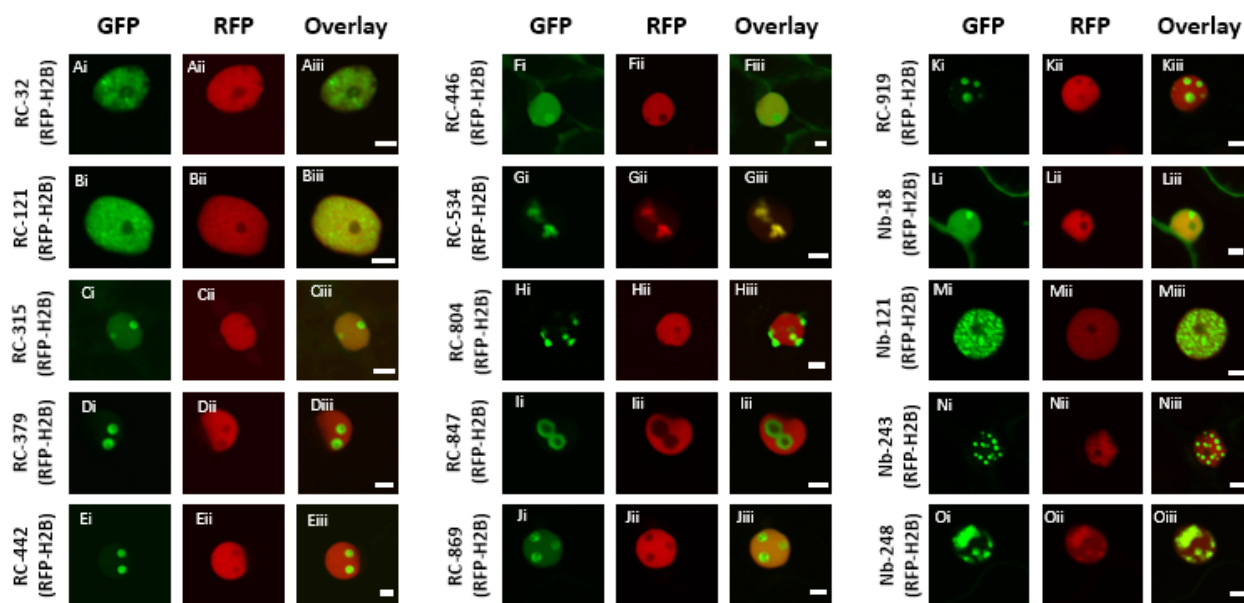 GFP RFP Overlay GFP RFP Overlay GFP RFP Overlay
RC-32
(RFP-H2B)
Ai Aii Aiii
RC-446
(RFP-H2B)
Fi Fii Fiii
RC-919
(RFP-H2B)
Ki Kii Kiii
RC-121
(RFP-H2B)
Bi Bii Biii
RC-534
(RFP-H2B)
Gi Gii Giii
Nb-18
(RFP-H2B)
Li Lii Liii
RC-315
(RFP-H2B)
Ci Cii Ciii
RC-804
(RFP-H2B)
Hi Hii Hiii
Nb-121
(RFP-H2B)
Mi Mii Miii
RC-379
(RFP-H2B)
Di Dii Diii
RC-847
(RFP-H2B)
Ii Iii Iii
Nb-243
(RFP-H2B)
Ni Nii Niii
RC-442
(RFP-H2B)
Ei Eii Eiii
RC-869
(RFP-H2B)
Ji Jii Jiii
Nb-248
(RFP-H2B)
Oi Oii Oiii